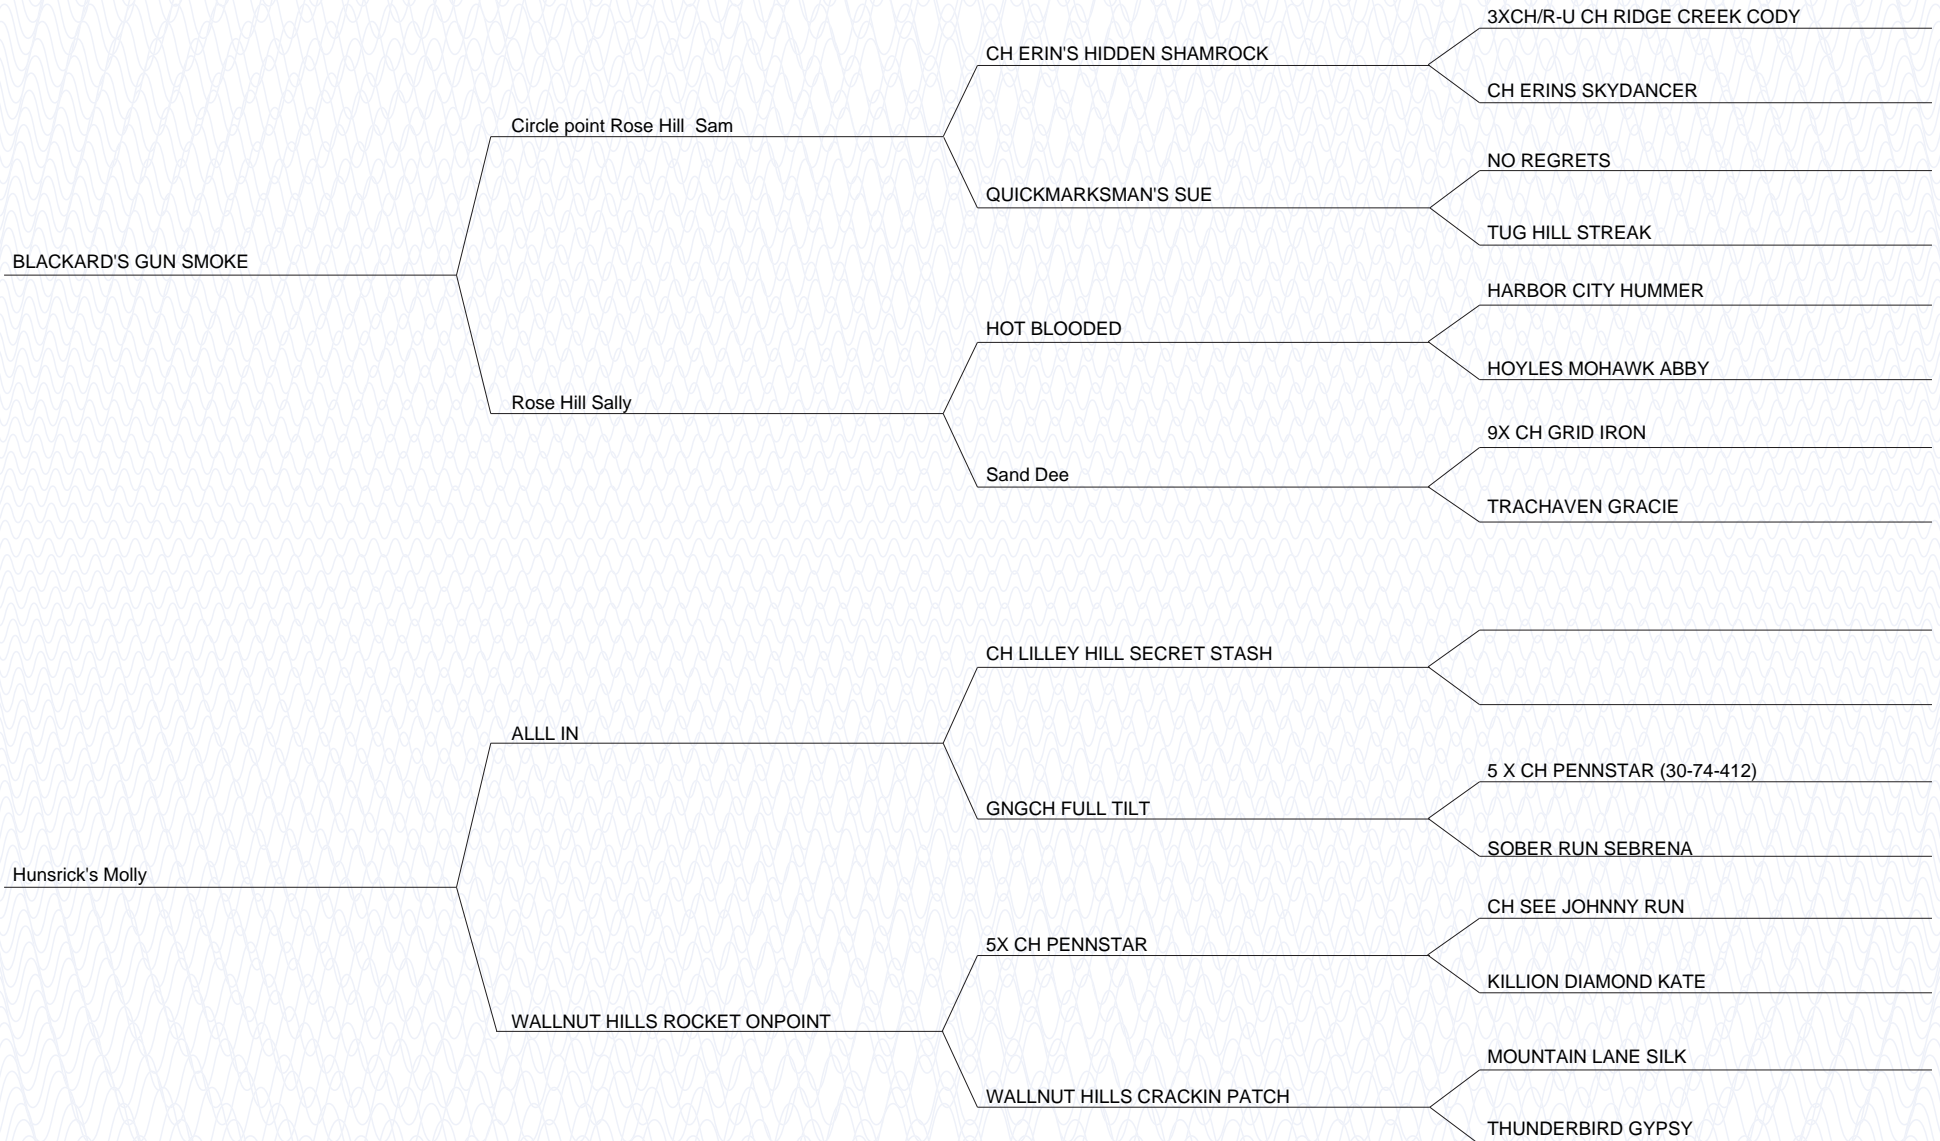 3XCH/R-U CH RIDGE CREEK CODY
CH ERIN'S HIDDEN SHAMROCK
CH ERINS SKYDANCER
Circle point Rose Hill  Sam
NO REGRETS
QUICKMARKSMAN'S SUE
TUG HILL STREAK
BLACKARD'S GUN SMOKE
HARBOR CITY HUMMER
HOT BLOODED
HOYLES MOHAWK ABBY
Rose Hill Sally
9X CH GRID IRON
Sand Dee
TRACHAVEN GRACIE
CH LILLEY HILL SECRET STASH
ALLL IN
5 X CH PENNSTAR (30-74-412)
GNGCH FULL TILT
SOBER RUN SEBRENA
Hunsrick's Molly
CH SEE JOHNNY RUN
5X CH PENNSTAR
KILLION DIAMOND KATE
WALLNUT HILLS ROCKET ONPOINT
MOUNTAIN LANE SILK
WALLNUT HILLS CRACKIN PATCH
THUNDERBIRD GYPSY